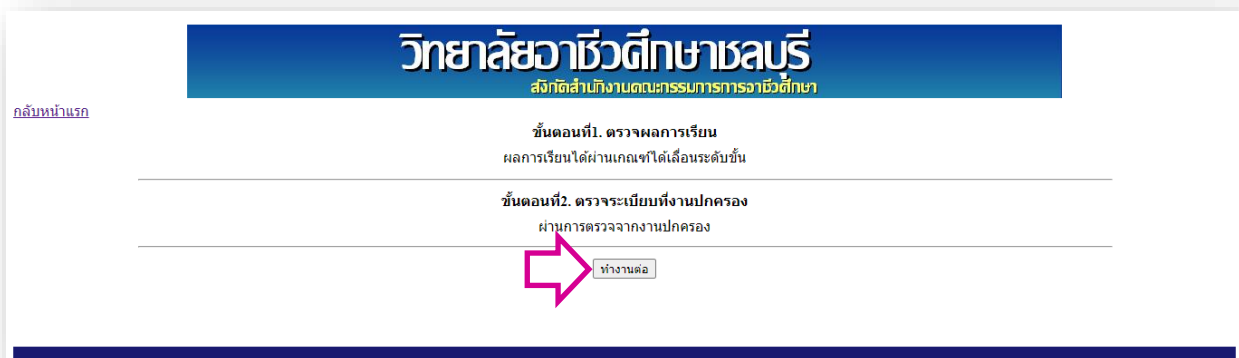 วิทยาลัยอาชีวศึกษาชลบุรี
สังกัดสำนักงานคณะกรรมการการอาชีวศึกษา
กลับหน้าแรก
ขั้นตอนที่1. ตรวจผลการเรียน
ผลการเรียนได้ผ่านเกณฑ์ได้เลื่อนระดับชั้น
ขั้นตอนที่2. ตรวจระเบียบที่งานปกครอง
ผ่านการตรวจจากงานปกครอง
ทำงานต่อ